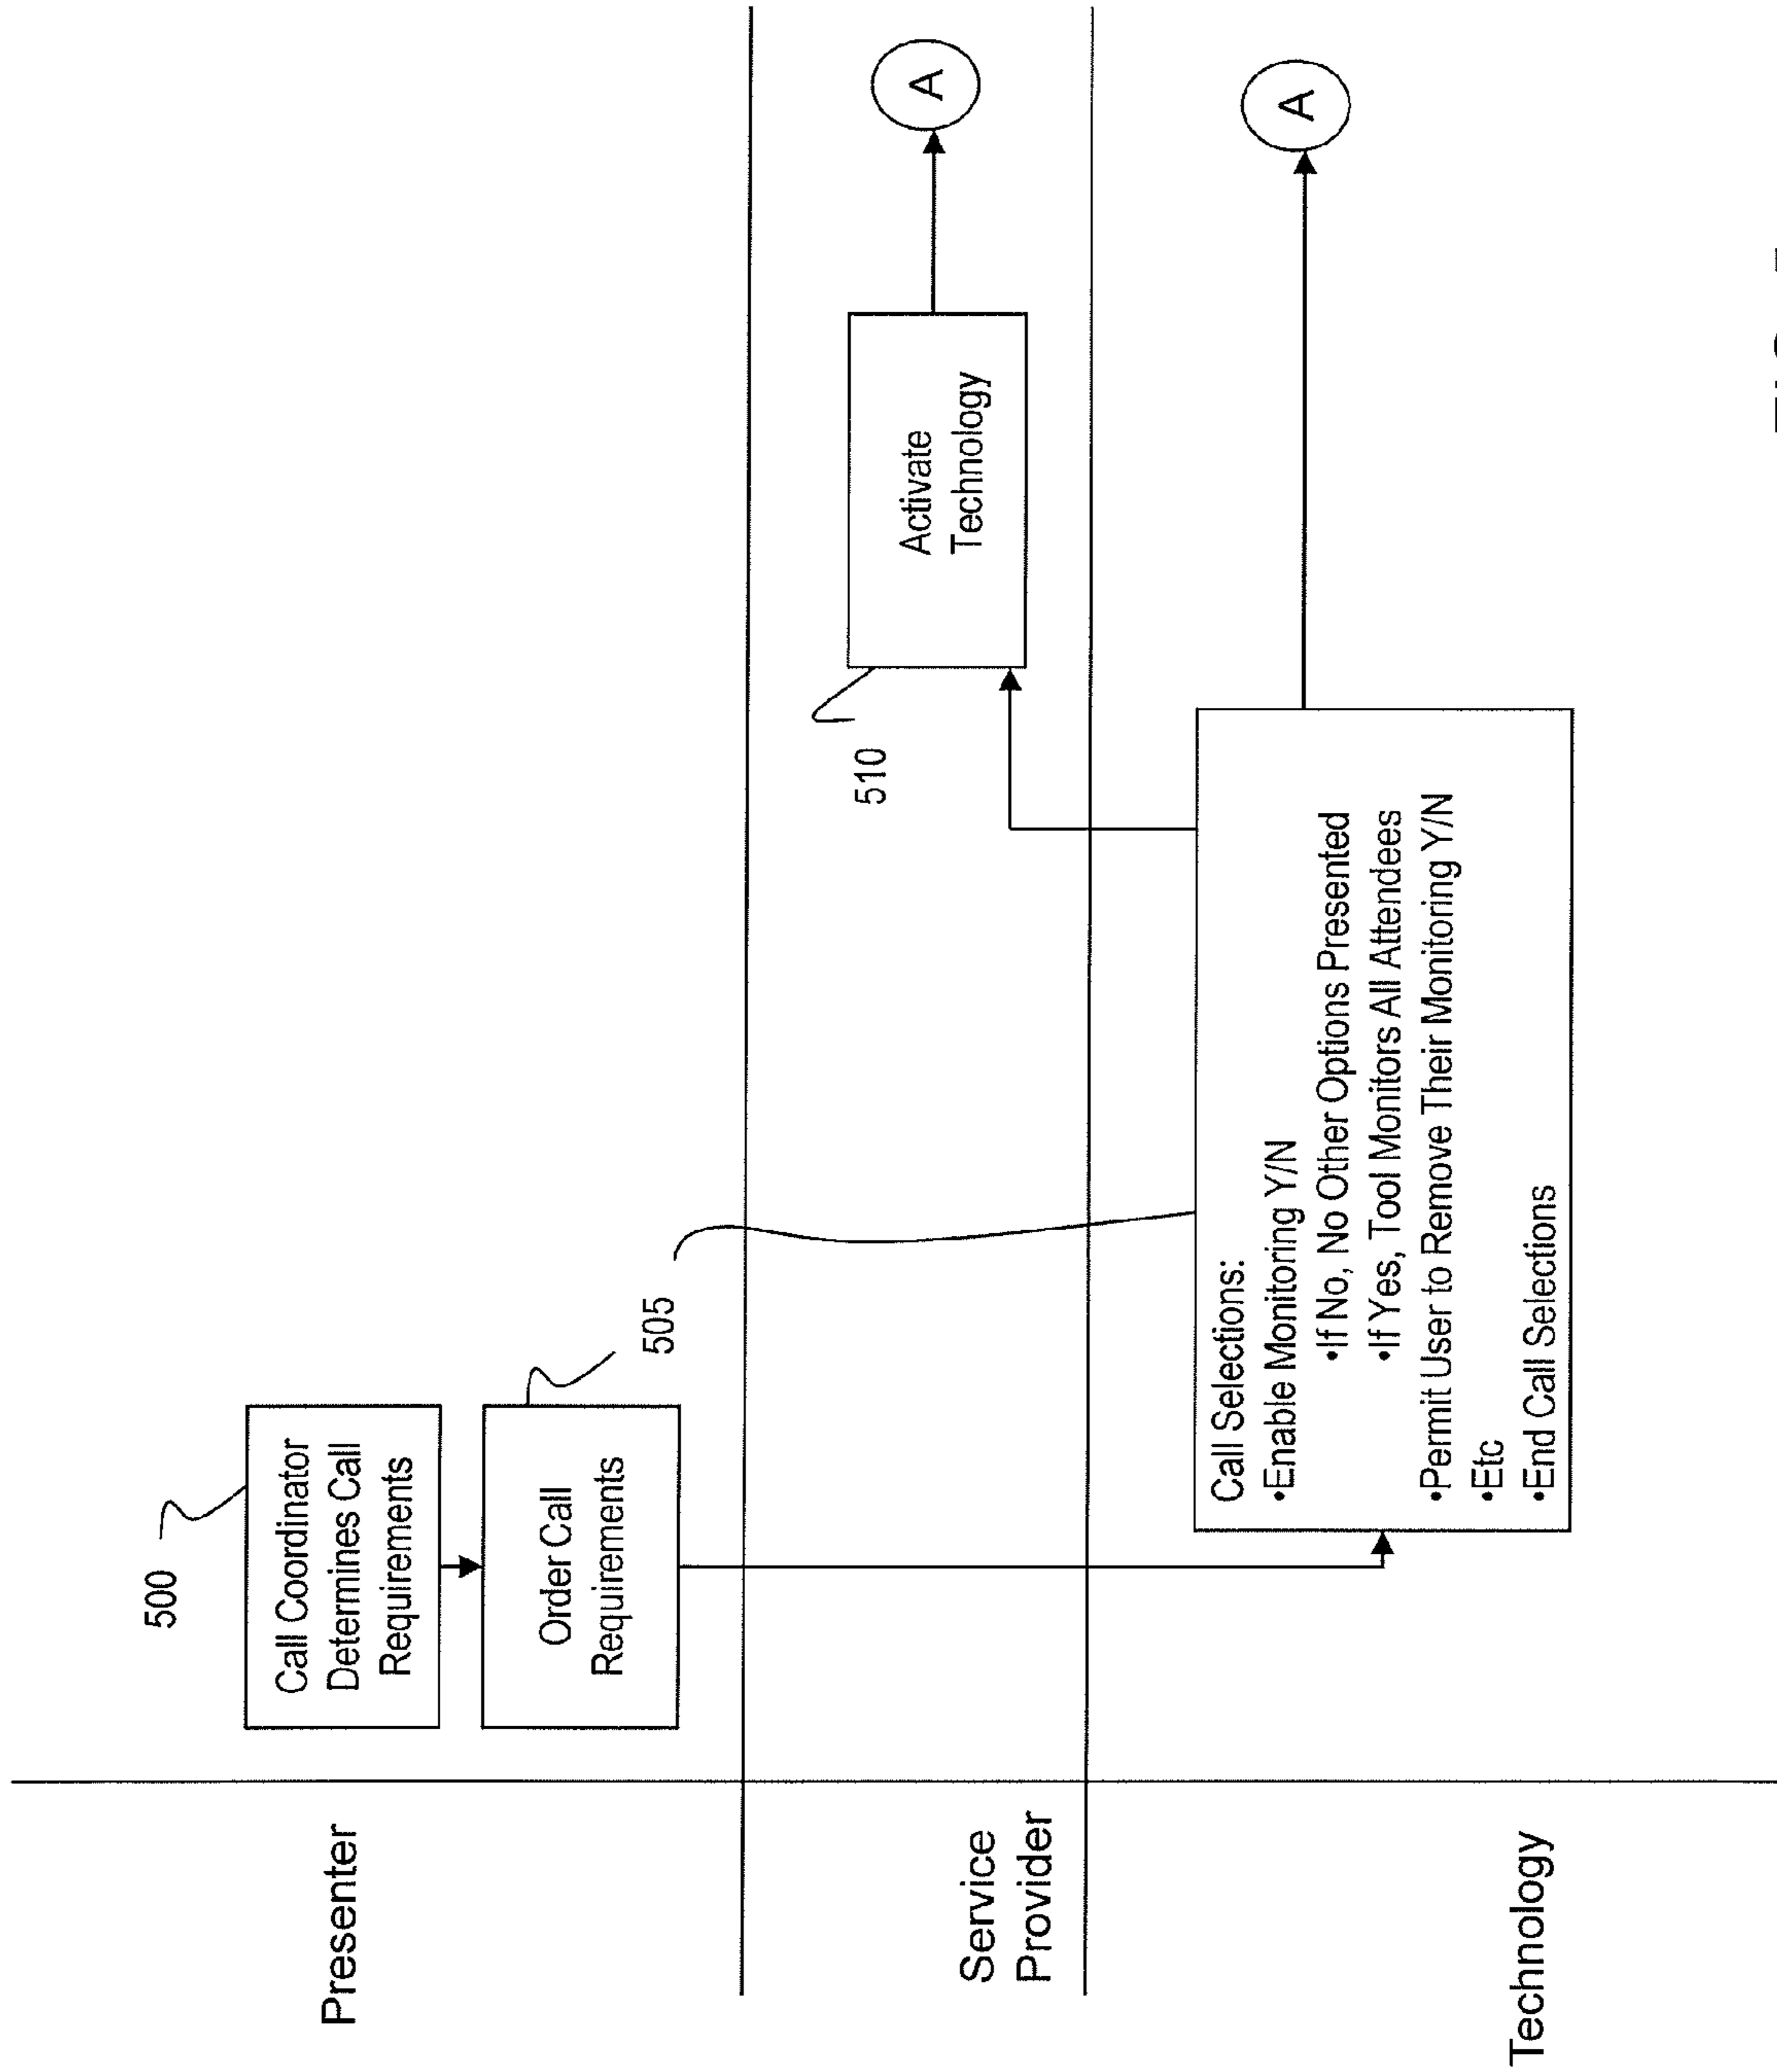 Presenter
500
Call Coordinator
Determines Call
Requirements
Order Call
Requirements
505
Service
Provider
510
Activate
Technology
A
Technology
Call Selections:
•Enable Monitoring Y/N
•If No, No Other Options Presented
•If Yes, Tool Monitors All Attendees
•Permit User to Remove Their Monitoring Y/N
•Etc
•End Call Selections
A